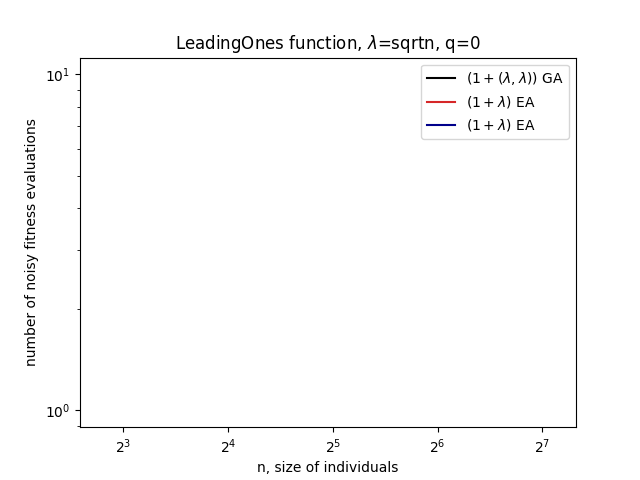 LeadingOnes function, λ=sqrtn, q=0
10¹
(1 + (λ, λ)) GA
(1 + λ) EA
(1 + λ) EA
number of noisy fitness evaluations
10⁰
2³ 2⁴ 2⁵ 2⁶ 2⁷
n, size of individuals